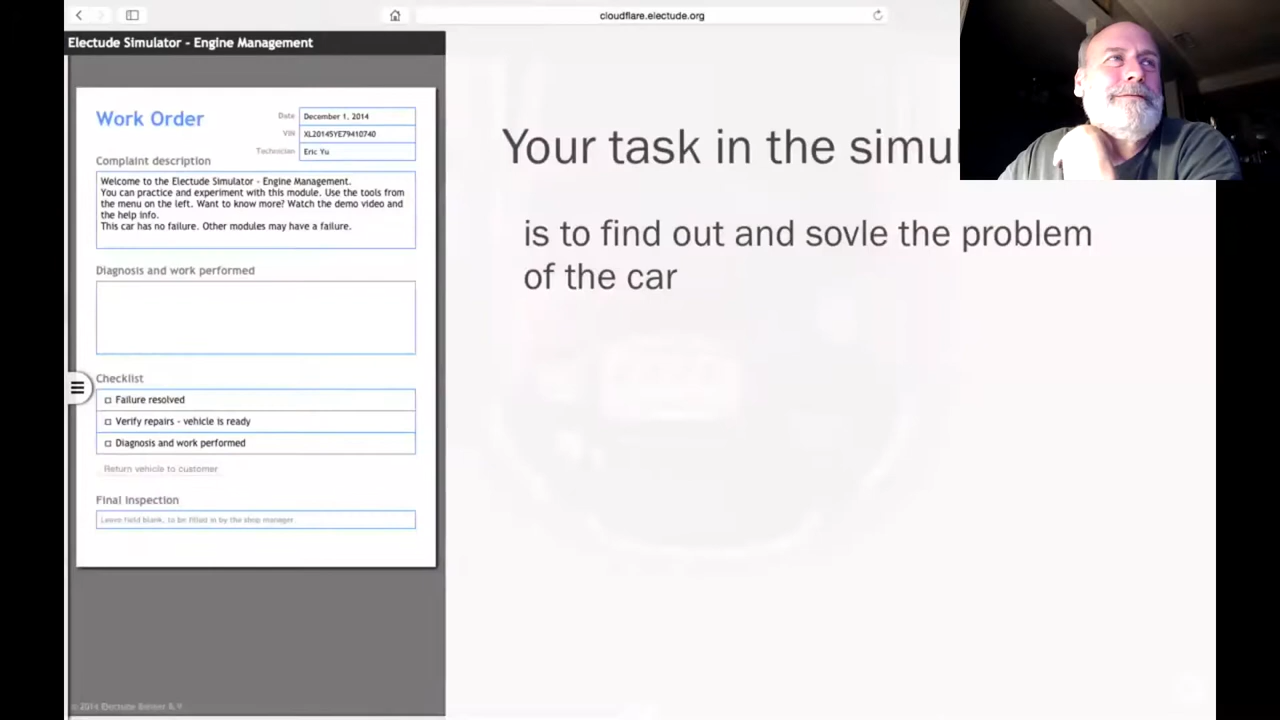 cloudflare.electude.org
Electude Simulator - Engine Management
Work Order
Date
December 1, 2014
VIN
XL2014SYE79410740
Technician
Eric Yu
Complaint description
Welcome to the Electude Simulator - Engine Management.
You can practice and experiment with this module. Use the tools from
the menu on the left. Want to know more? Watch the demo video and
the help info.
This car has no failure. Other modules may have a failure.
Diagnosis and work performed
Checklist
Failure resolved
Verify repairs - vehicle is ready
Diagnosis and work performed
Return vehicle to customer
Final inspection
Leave field blank, to be filled in by the shop manager
© 2014 Electude
Your task in the simul
is to find out and sovle the problem
of the car